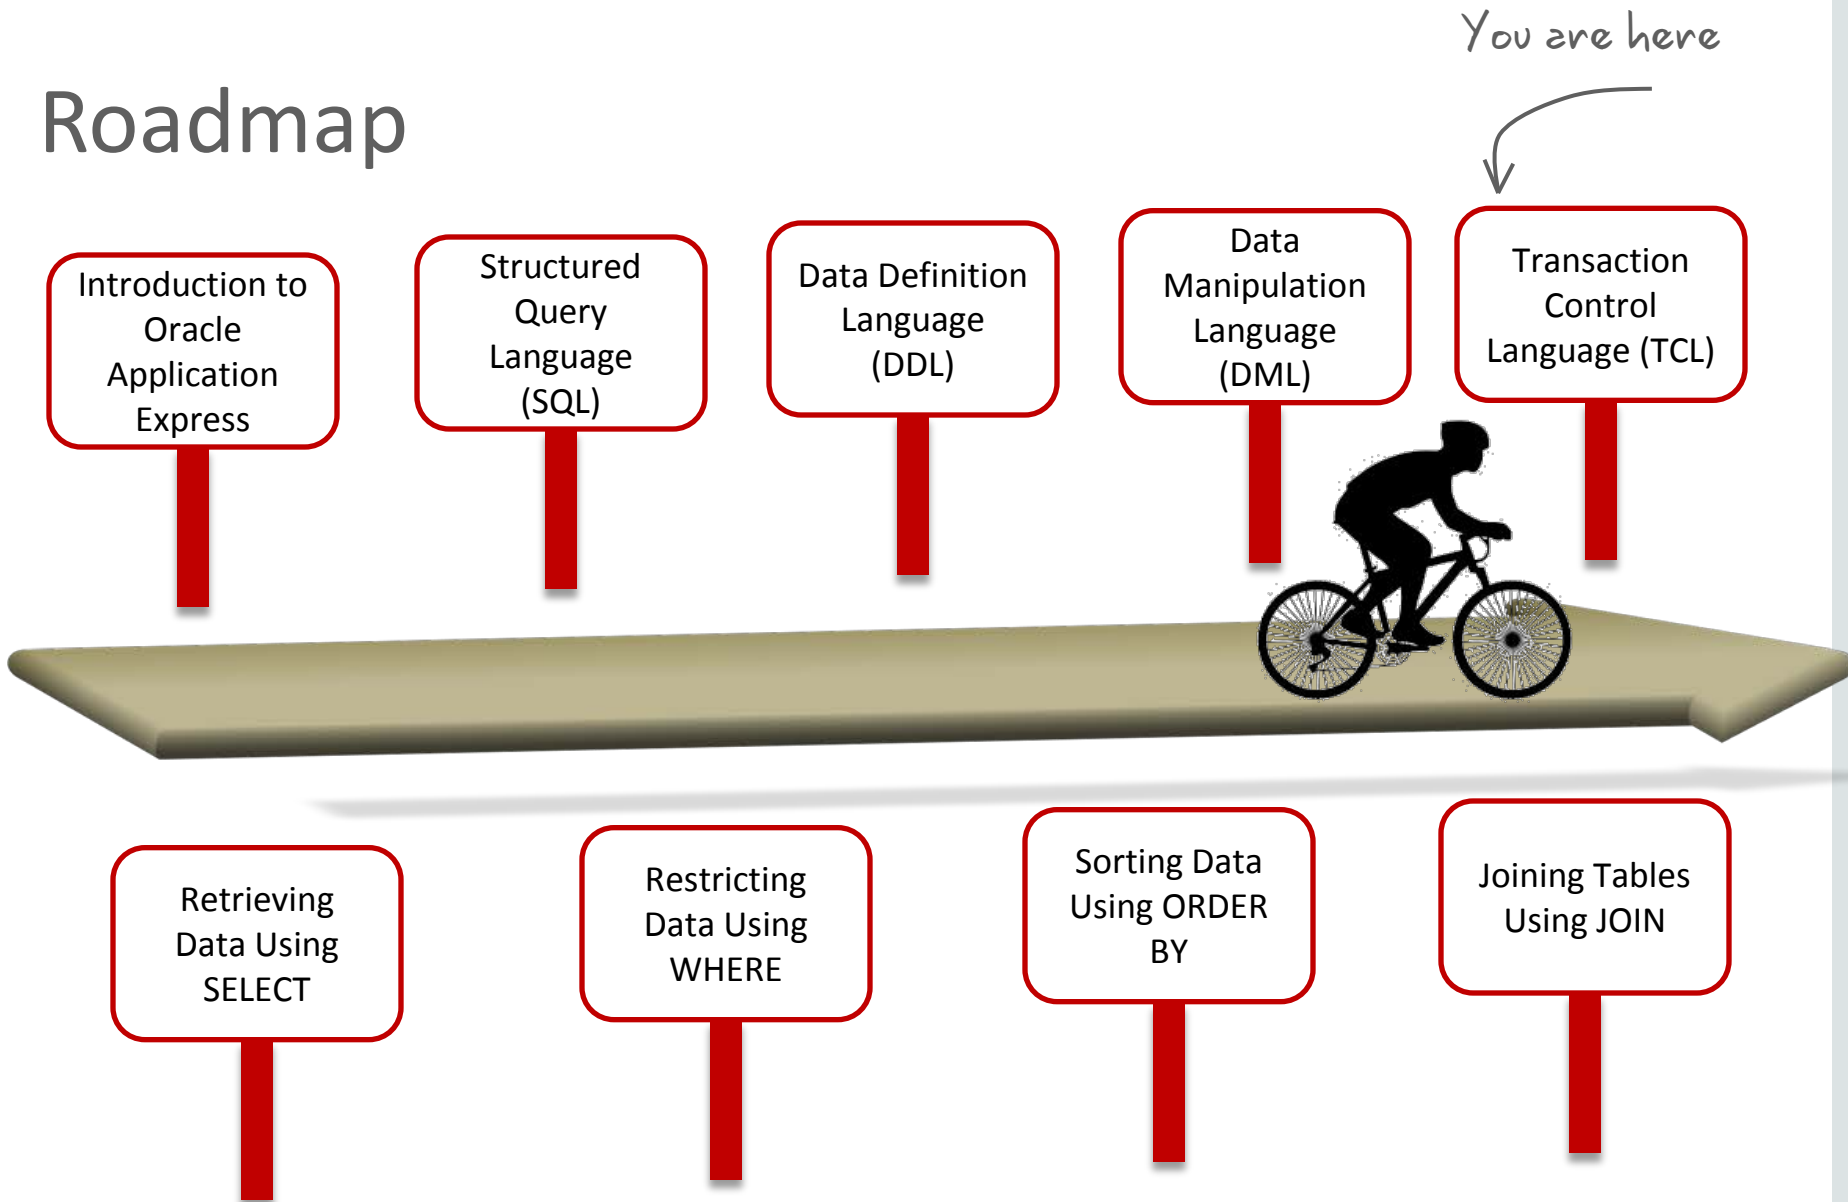 You are here
Roadmap
Introduction to
Oracle
Application
Express
Structured
Query
Language
(SQL)
Data Definition
Language
(DDL)
Data
Manipulation
Language
(DML)
Transaction
Control
Language (TCL)
Retrieving
Data Using
SELECT
Restricting
Data Using
WHERE
Sorting Data
Using ORDER
BY
Joining Tables
Using JOIN